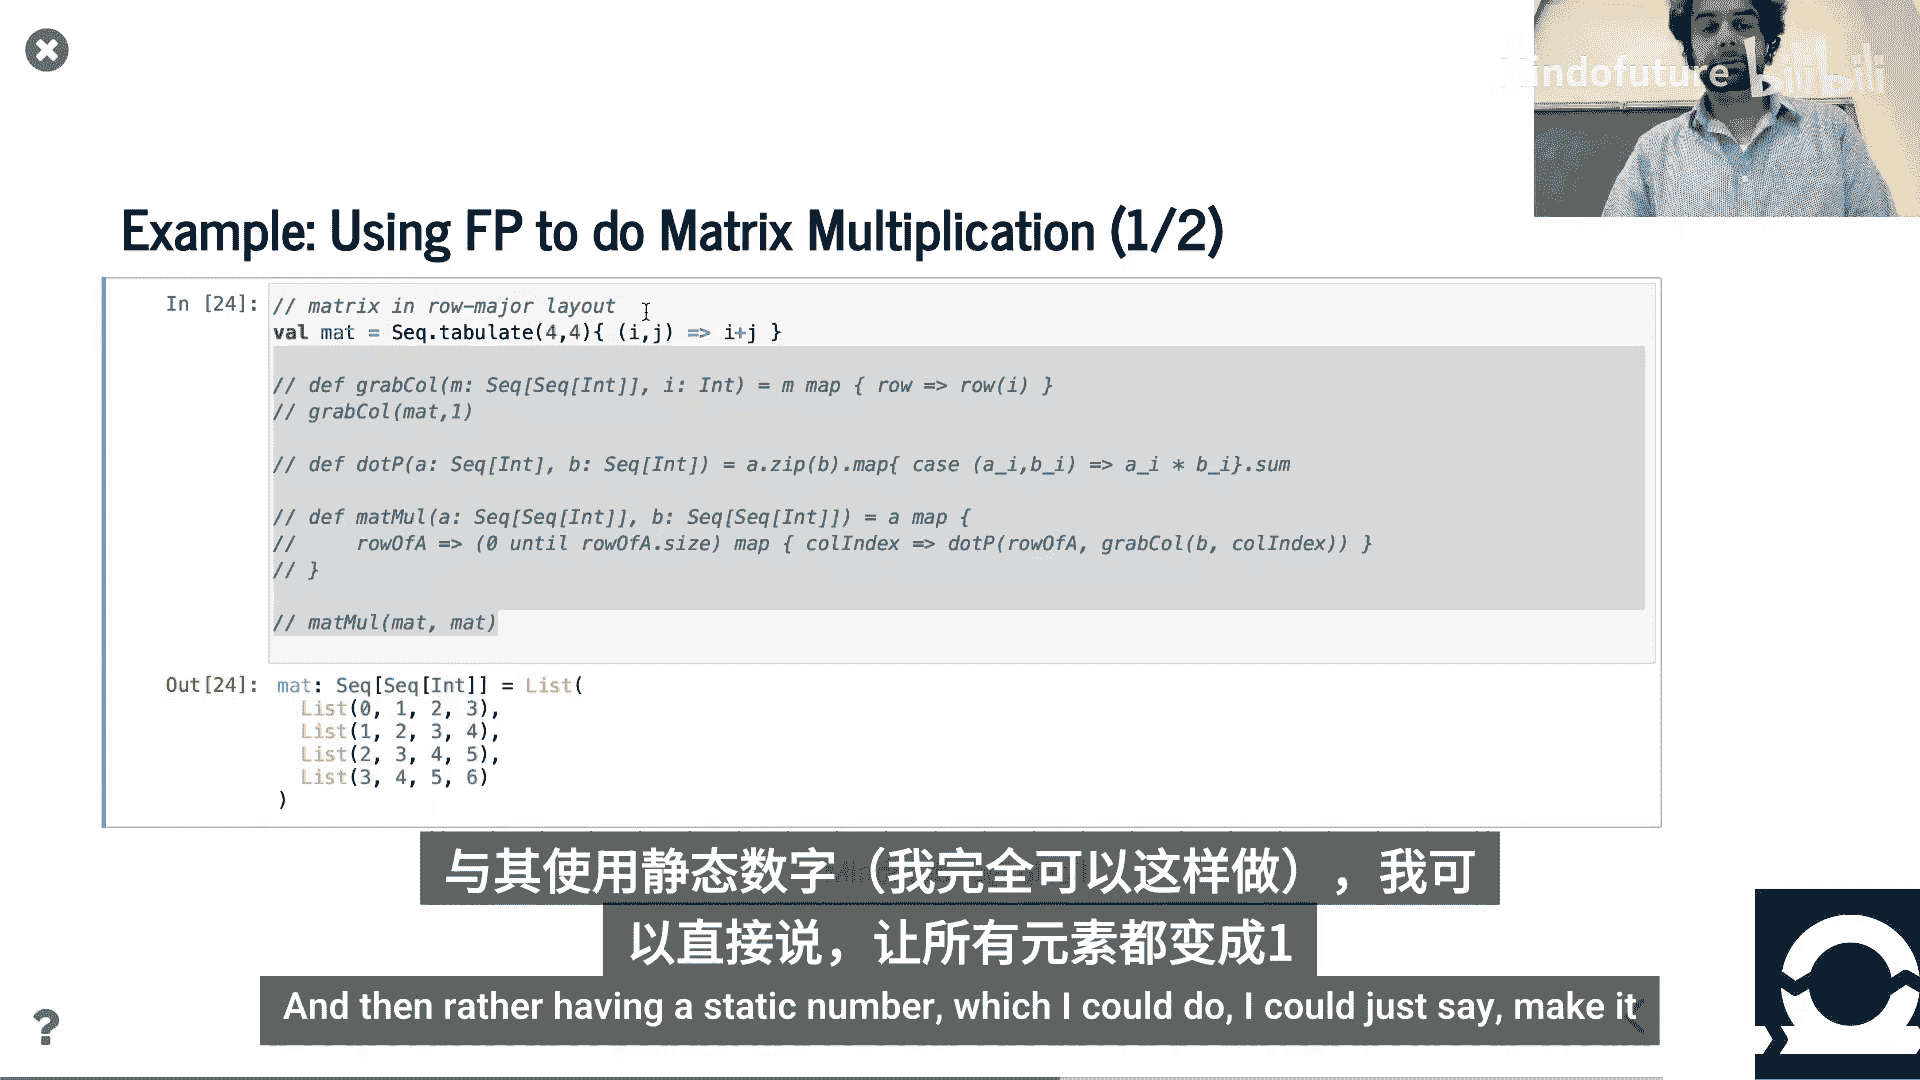 indofuture bilibili
Example: Using FP to do Matrix Multiplication (1/2)
In [24]:
// matrix in row-major layout
val mat = Seq.tabulate(4,4){ (i,j) => i+j }
// def grabCol(m: Seq[Seq[Int]], i: Int) = m map { row => row(i) }
// grabCol(mat,1)
// def dotP(a: Seq[Int], b: Seq[Int]) = a.zip(b).map{ case (a_i,b_i) => a_i * b_i}.sum
// def matMul(a: Seq[Seq[Int]], b: Seq[Seq[Int]]) = a map {
//     rowOfA => (0 until rowOfA.size) map { colIndex => dotP(rowOfA, grabCol(b, colIndex)) }
// }
// matMul(mat, mat)
Out[24]:
mat: Seq[Seq[Int]] = List(
List(0, 1, 2, 3),
List(1, 2, 3, 4),
List(2, 3, 4, 5),
List(3, 4, 5, 6)
)
与其使用静态数字（我完全可以这样做），我可
以直接说，让所有元素都变成1
And then rather having a static number, which I could do, I could just say, make it
?